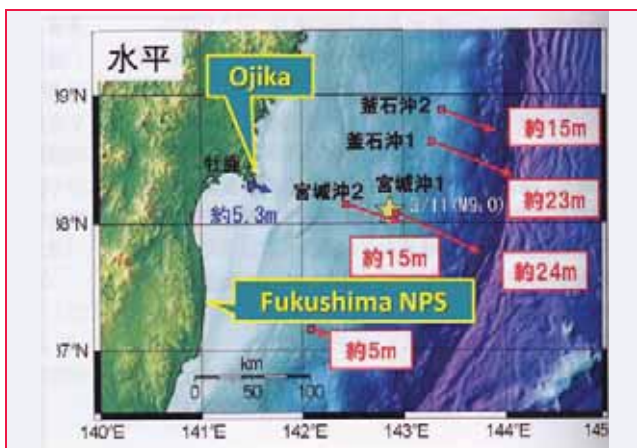 水平
Ojika
39°N
釜石沖2
約15m
釜石沖1
牡鹿
約23m
宮城沖2
宮城沖1
3/11(M9.0)
約5.3m
38°N
約15m
約24m
Fukushima NPS
約5m
37°N
km
0 50 100
140°E 141°E 142°E 143°E 144°E 145